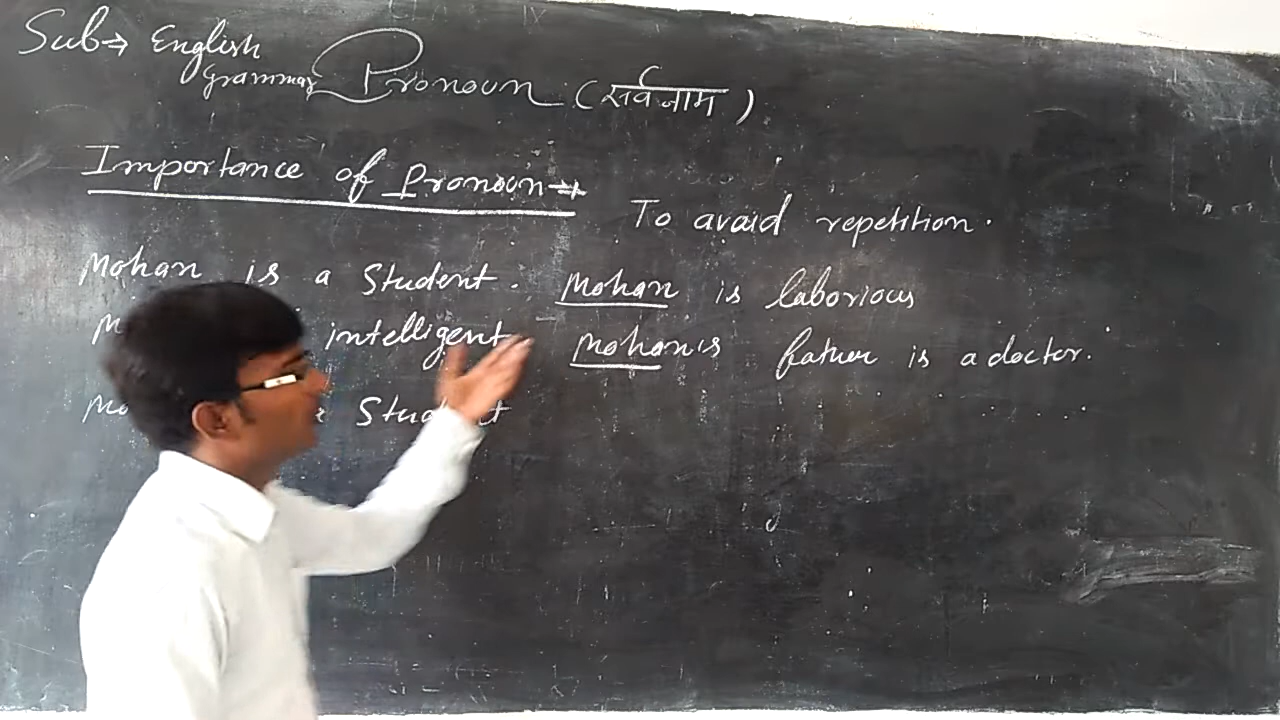 Sub→ English
Grammar Pronoun (सर्वनाम)
Importance of Pronoun→ To avoid repetition.
Mohan is a Student. Mohan is laborious
intelligent Mohan's father is a doctor.
Student